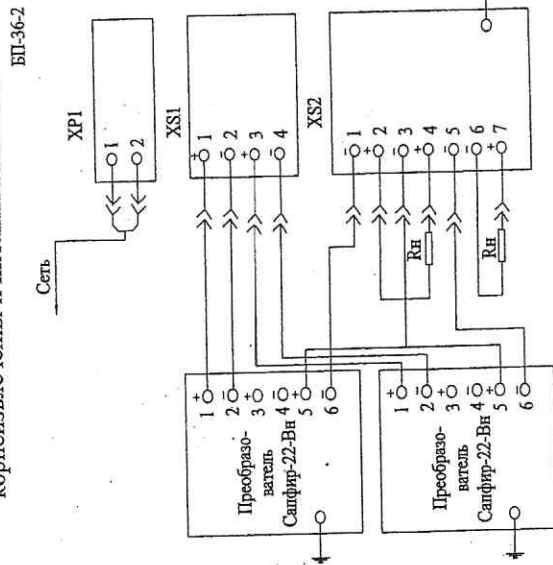 БП-36-2
XP1
1
2
Сеть
XS1
+ 1
− 2
+ 3
− 4
XS2
− 1
+ 2
− 3
+ 4
− 5
− 6
+ 7
Rн
Rн
Преобразо-
ватель
Сапфир-22-Вн
1 +
2 −
3 +
4 −
5 +
6 −
Преобразо-
ватель
Сапфир-22-Вн
1 +
2 −
3 +
4 −
5 +
6 −